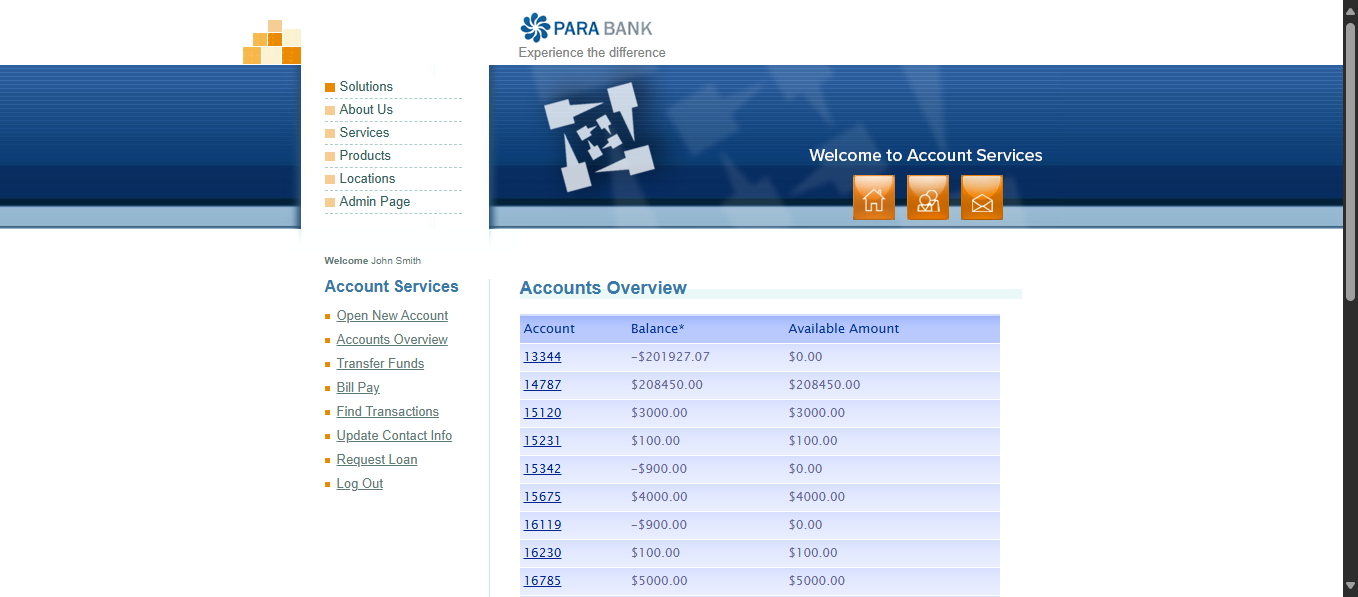 PARA BANK
Experience the difference
Solutions
About Us
Services
Products
Locations
Admin Page
Welcome to Account Services
Welcome John Smith
Account Services
Open New Account
Accounts Overview
Transfer Funds
Bill Pay
Find Transactions
Update Contact Info
Request Loan
Log Out
Accounts Overview
Account Balance* Available Amount
13344 -$201927.07 $0.00
14787 $208450.00 $208450.00
15120 $3000.00 $3000.00
15231 $100.00 $100.00
15342 -$900.00 $0.00
15675 $4000.00 $4000.00
16119 -$900.00 $0.00
16230 $100.00 $100.00
16785 $5000.00 $5000.00